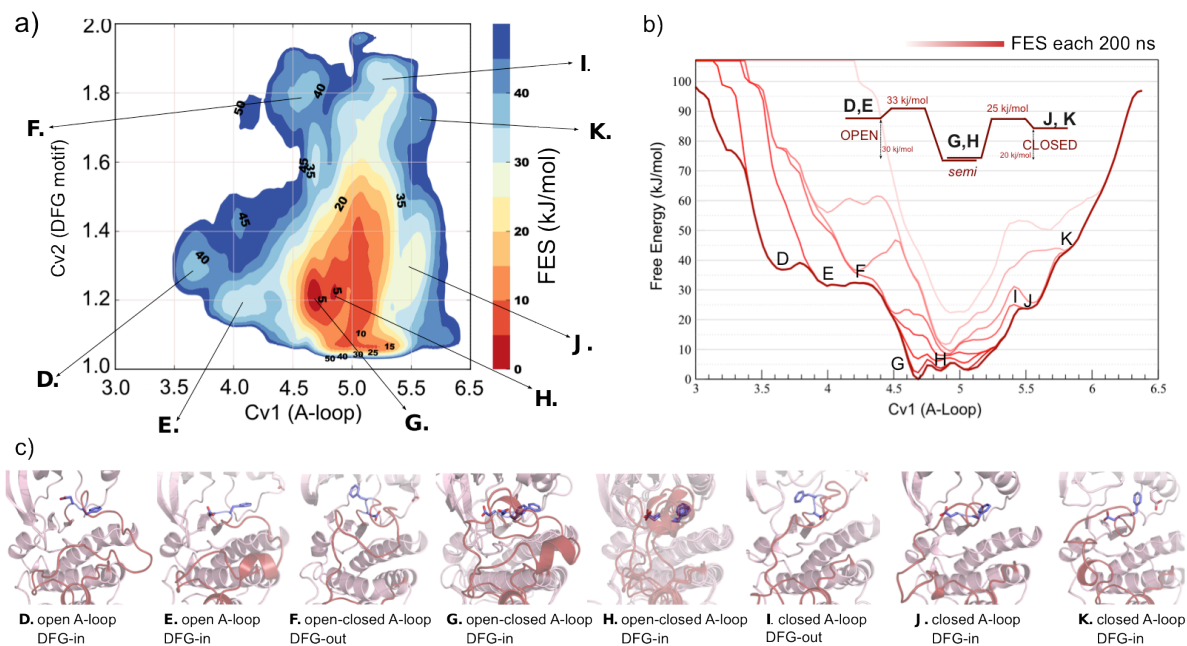 a)
2.0
1.8
1.6
1.4
1.2
1.0
Cv2 (DFG motif)
3.0 3.5 4.0 4.5 5.0 5.5 6.0 6.5
Cv1 (A-loop)
50
40
45
35
20
35
45
40
5
5
10
15
50 40 30 25
40
30
20
10
0
FES (kJ/mol)
D.
E.
F.
G.
H.
I.
J.
K.
b)
FES each 200 ns
100
90
80
70
60
50
40
30
20
10
0
Free Energy (kJ/mol)
3 3.5 4 4.5 5 5.5 6 6.5
Cv1 (A-Loop)
D,E
33 kj/mol
25 kj/mol
J, K
OPEN
G,H
CLOSED
30 kj/mol
20 kj/mol
semi
D
E
F
G
H
I
J
K
c)
D. open A-loop
DFG-in
E. open A-loop
DFG-in
F. open-closed A-loop
DFG-out
G. open-closed A-loop
DFG-in
H. open-closed A-loop
DFG-in
I. closed A-loop
DFG-out
J. closed A-loop
DFG-in
K. closed A-loop
DFG-in